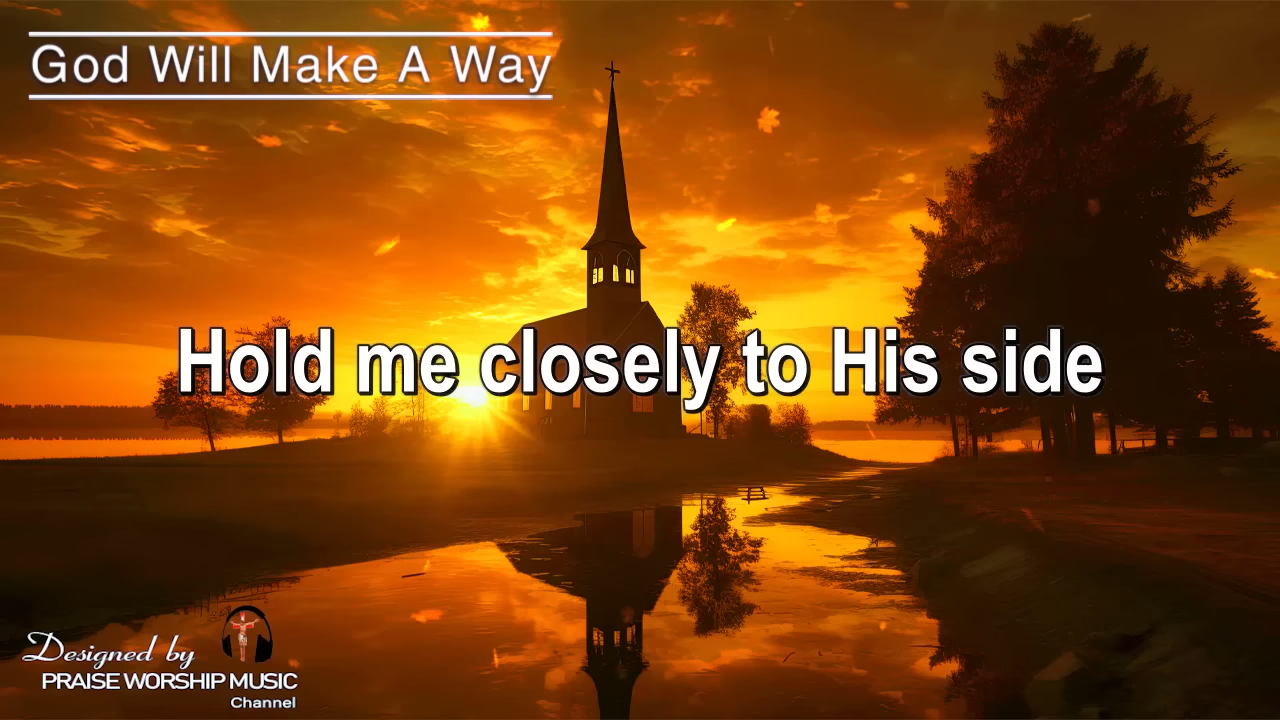 God Will Make A Way
Hold me closely to His side
Designed by
PRAISE WORSHIP MUSIC
Channel